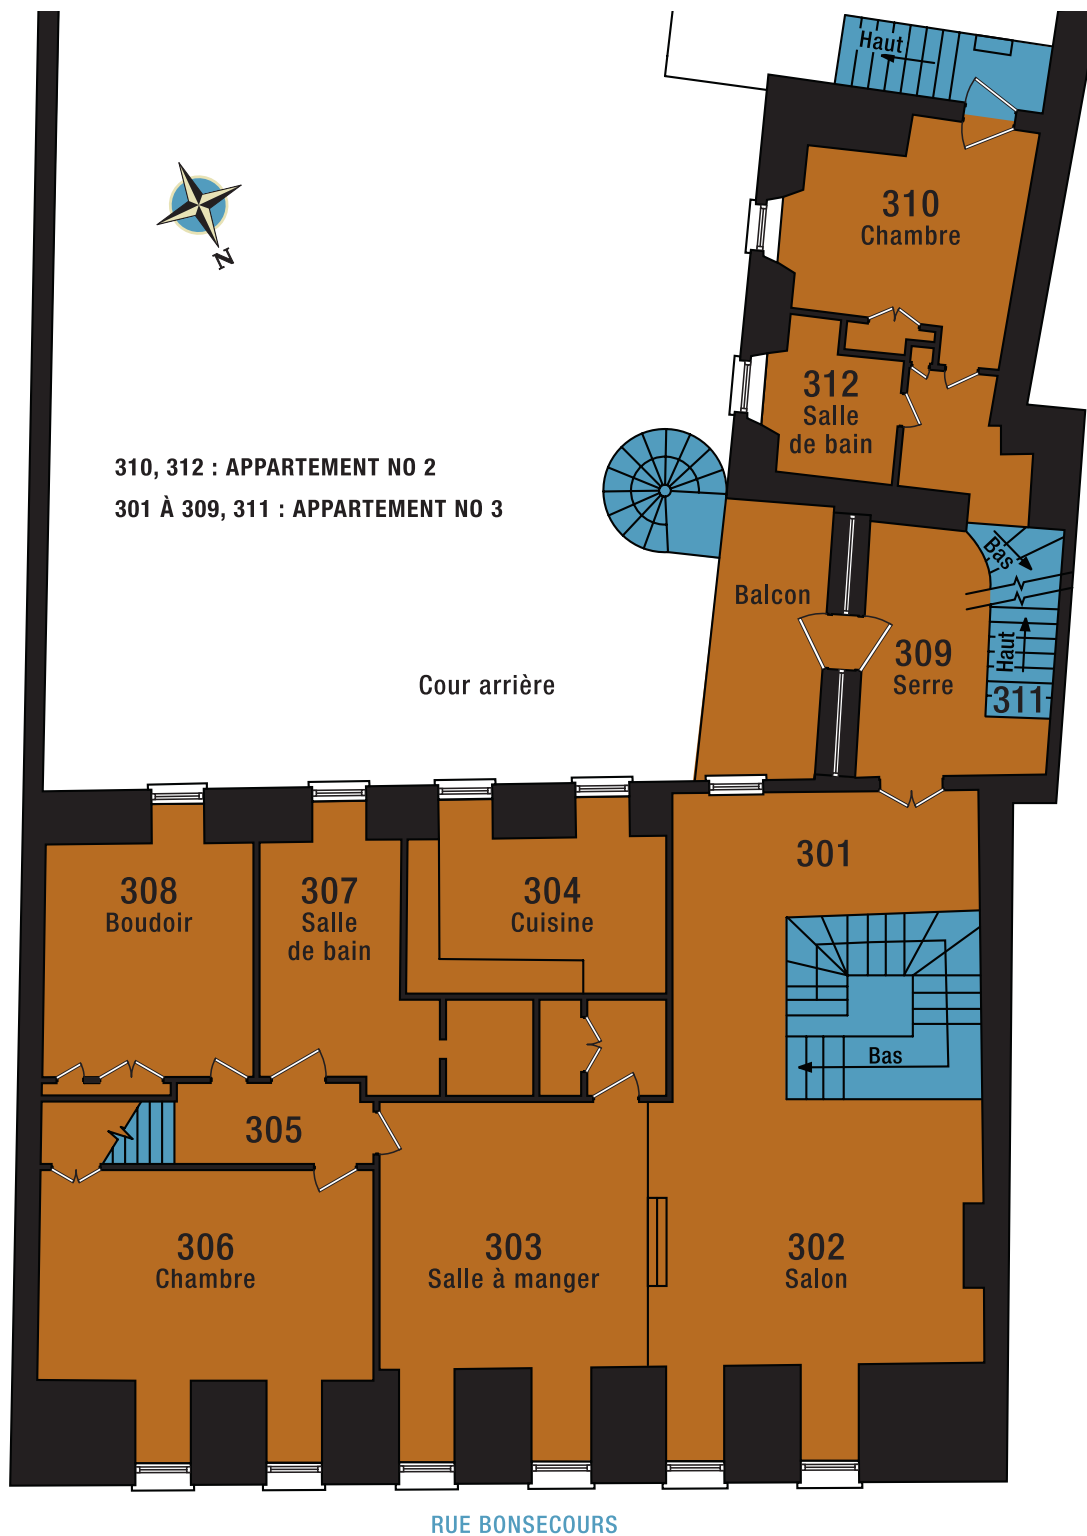 Haut
310
Chambre
N
312
Salle
de bain
310, 312 : APPARTEMENT NO 2
301 À 309, 311 : APPARTEMENT NO 3
Bas
Balcon
309
Serre
Haut
311
Cour arrière
301
308
Boudoir
307
Salle
de bain
304
Cuisine
Bas
305
306
Chambre
303
Salle à manger
302
Salon
RUE BONSECOURS